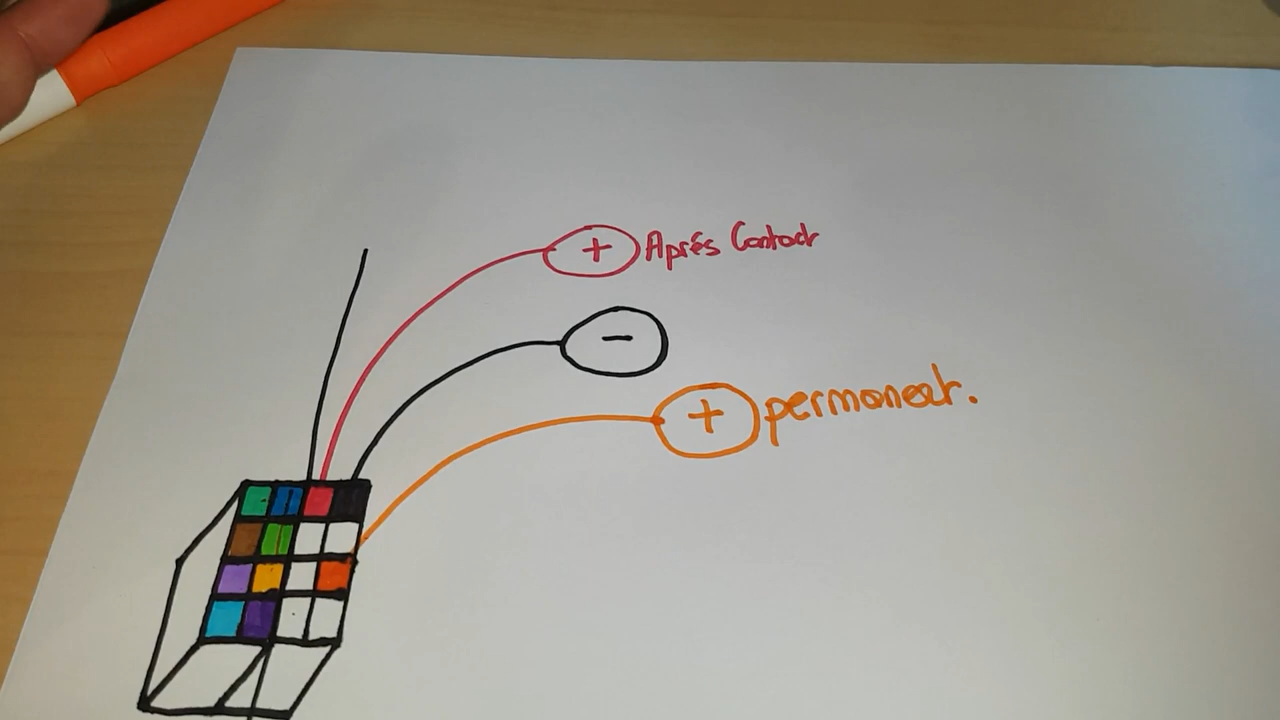 + Aprés Contact
−
+ permanent.